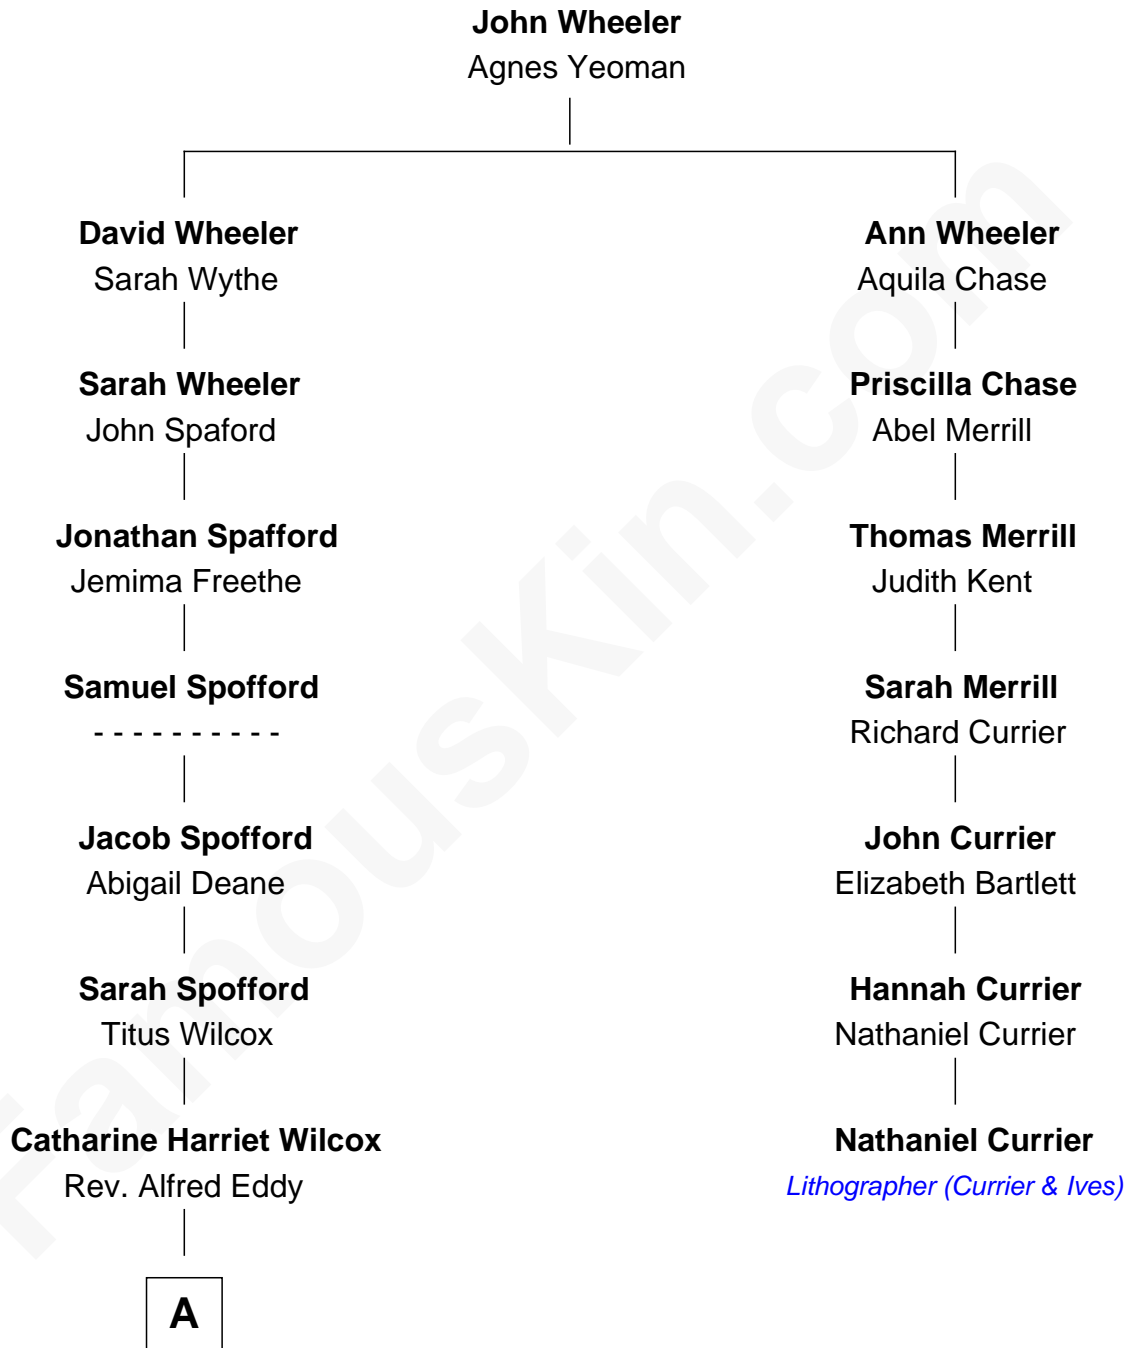 John Wheeler
Agnes Yeoman
David Wheeler
Sarah Wythe
Ann Wheeler
Aquila Chase
Sarah Wheeler
John Spaford
Priscilla Chase
Abel Merrill
Jonathan Spafford
Jemima Freethe
Thomas Merrill
Judith Kent
Samuel Spofford
- - - - - - - - - -
Sarah Merrill
Richard Currier
Jacob Spofford
Abigail Deane
John Currier
Elizabeth Bartlett
Sarah Spofford
Titus Wilcox
Hannah Currier
Nathaniel Currier
Catharine Harriet Wilcox
Rev. Alfred Eddy
Nathaniel Currier
Lithographer (Currier & Ives)
A
FamousKin.com